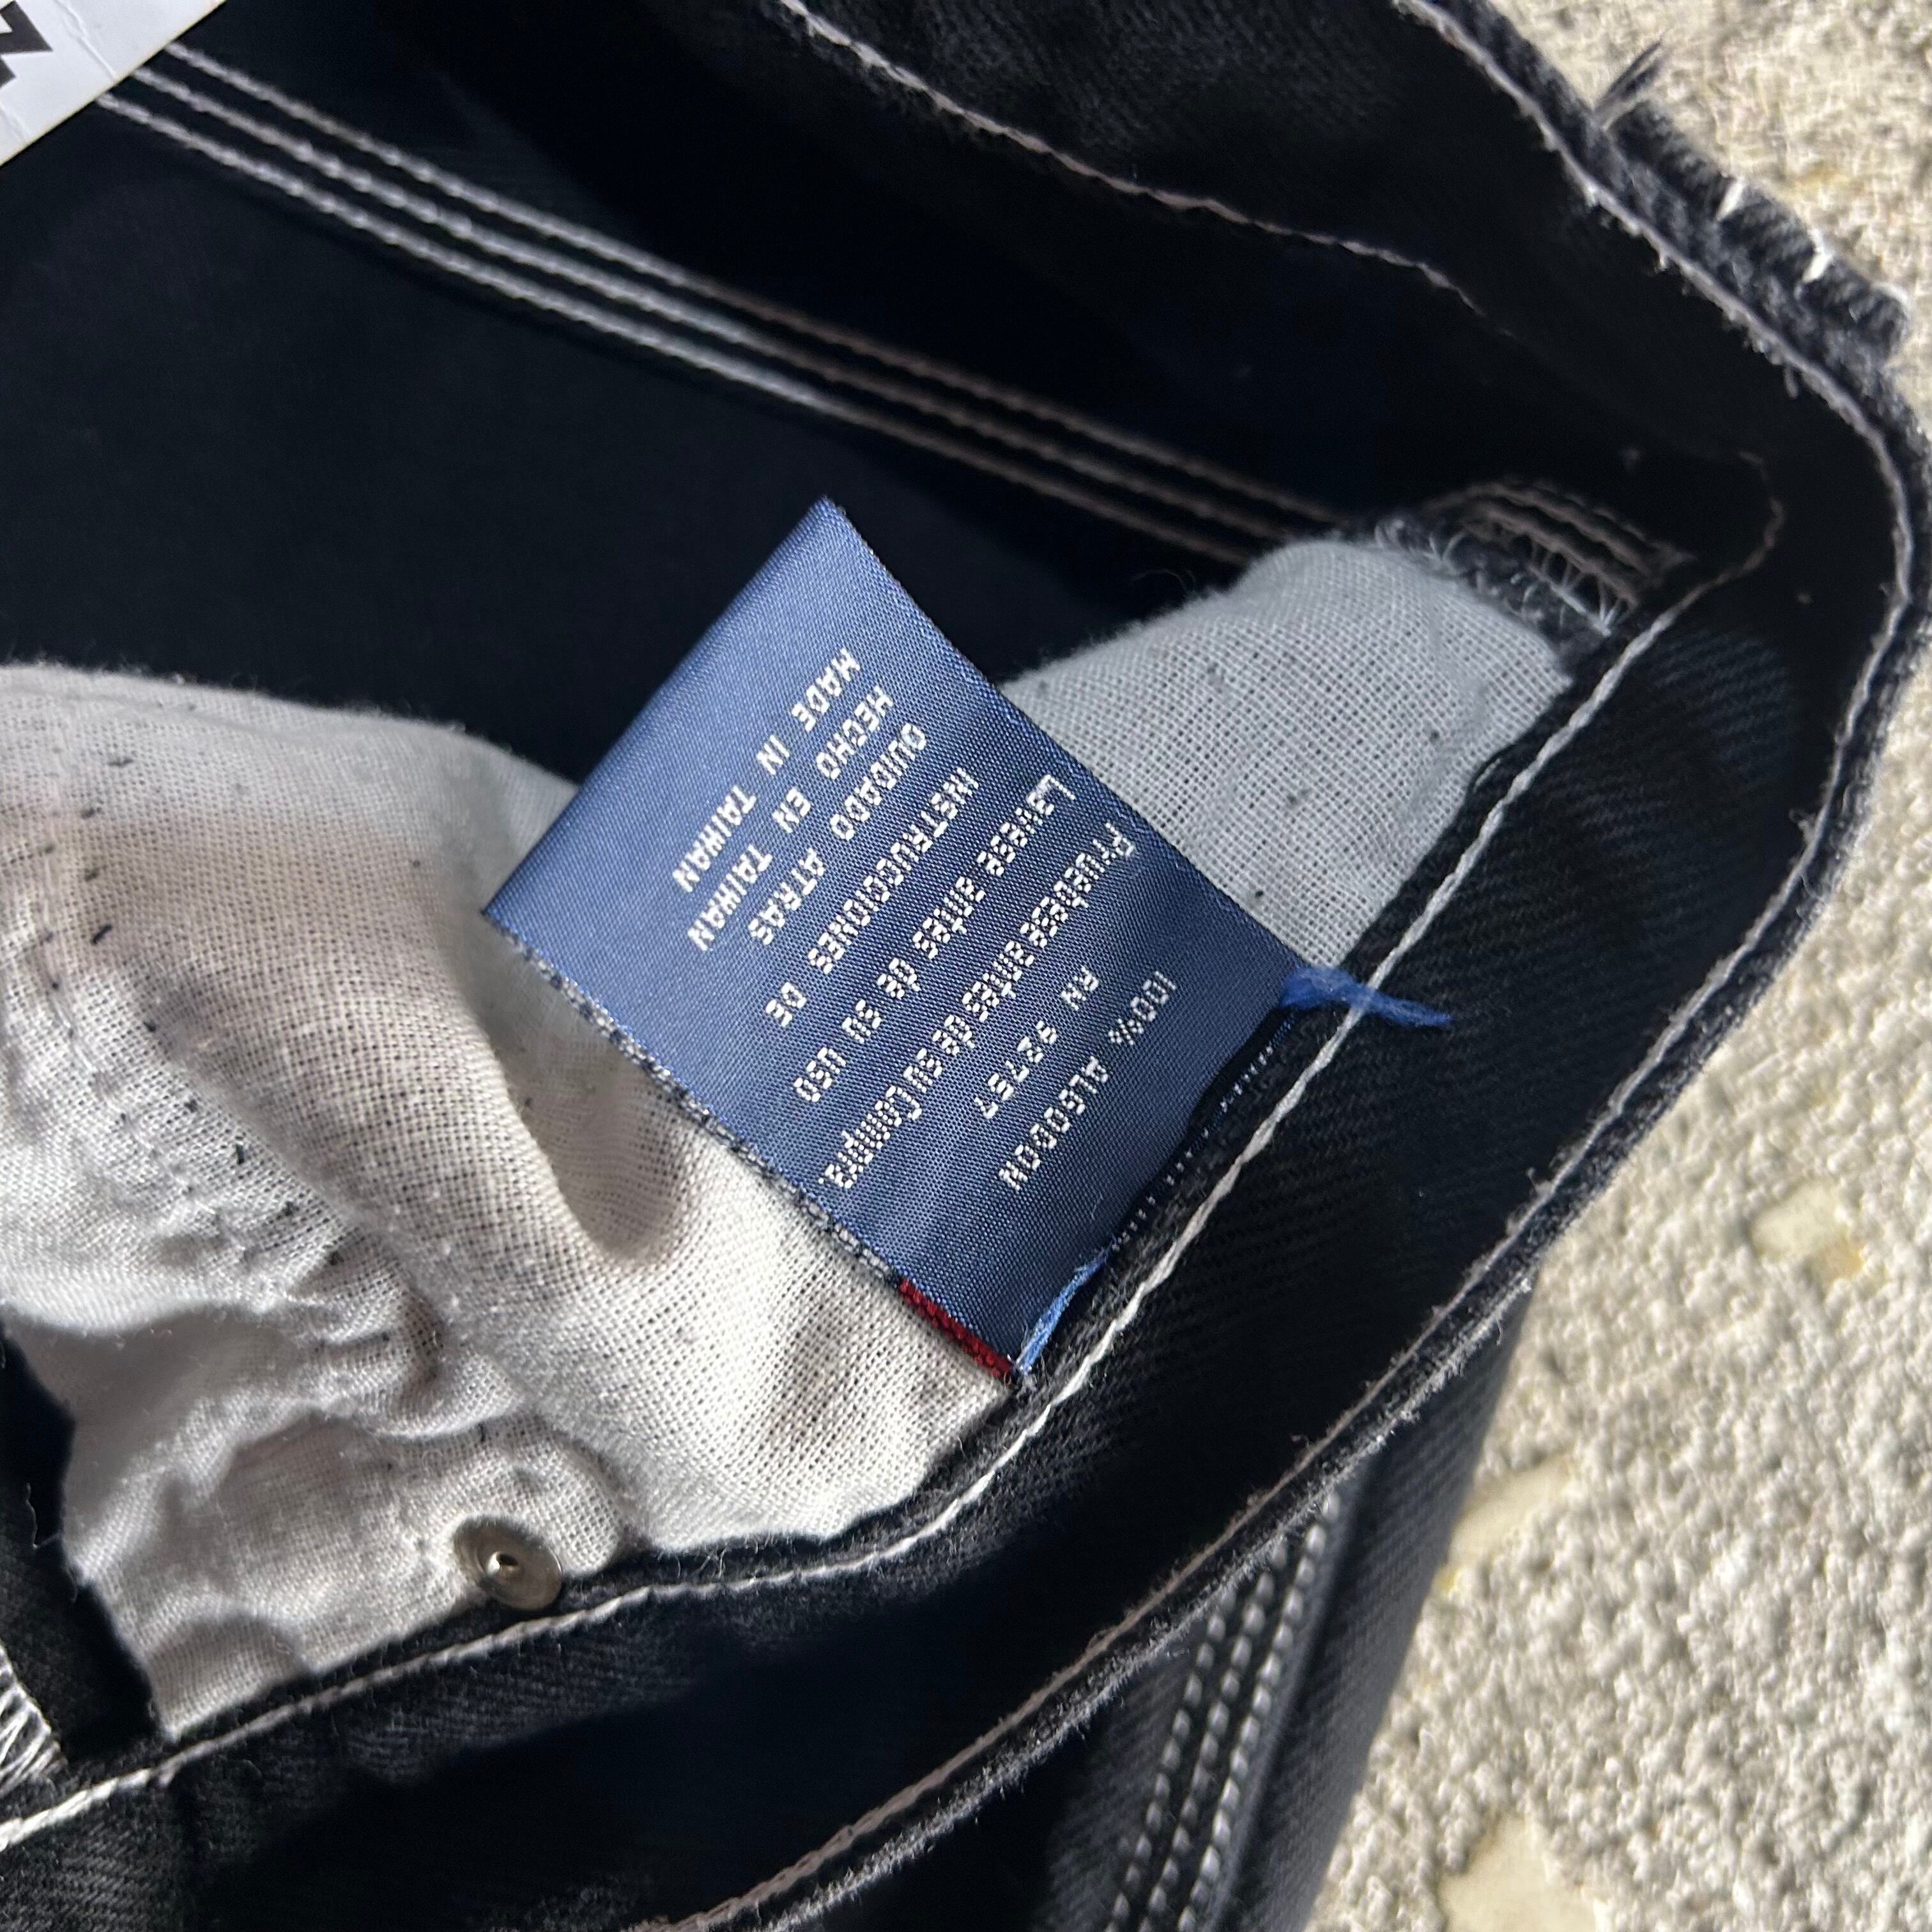 100% ALGODON
RN 92757
Pruebese antes de su Compra.
Lavese antes de su uso
INSTRUCCIONES DE
CUIDADO ATRAS
HECHO EN TAIWAN
MADE IN TAIWAN